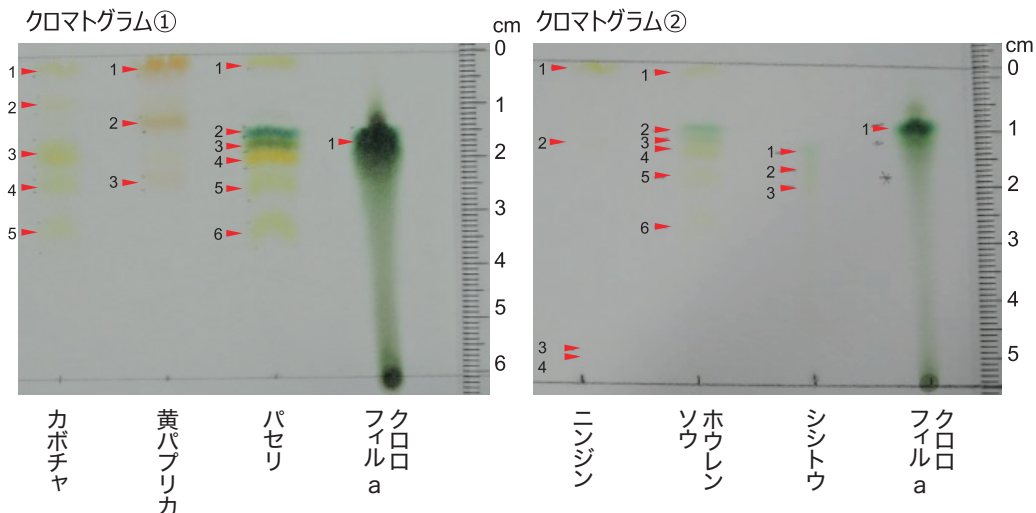 クロマトグラム①
cm
0
1
2
3
4
5
6
1
2
3
4
5
1
2
3
1
2
3
4
5
6
1
カボチャ
黄パプリカ
パセリ
クロロ
フィルa
クロマトグラム②
cm
0
1
2
3
4
5
1
2
3
4
1
2
3
4
5
6
1
2
3
1
ニンジン
ホウレン
ソウ
シシトウ
クロロ
フィルa